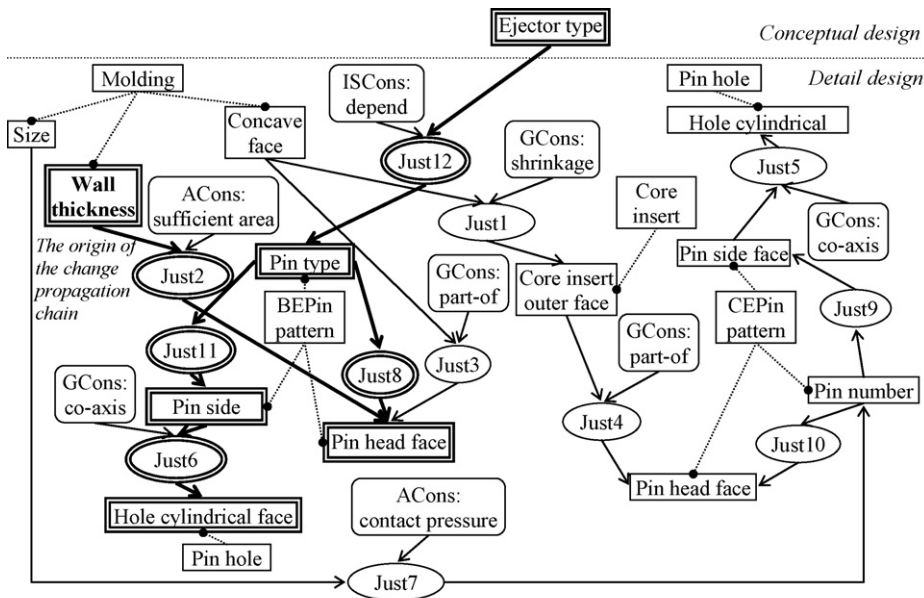 Ejector type
Conceptual design
Detail design
Molding
ISCons:
depend
Pin hole
Size
Concave
face
Hole cylindrical
Just12
GCons:
shrinkage
Just5
Wall
thickness
ACons:
sufficient area
Just1
Core
insert
GCons:
co-axis
The origin of
the change
propagation
chain
Just2
Pin type
GCons:
part-of
Core insert
outer face
Pin side face
BEPin
pattern
CEPin
pattern
Just9
Just11
GCons:
part-of
GCons:
co-axis
Just8
Just3
Pin side
Pin number
Pin head face
Just4
Just10
Just6
Pin head face
ACons:
contact pressure
Hole cylindrical face
Pin hole
Just7